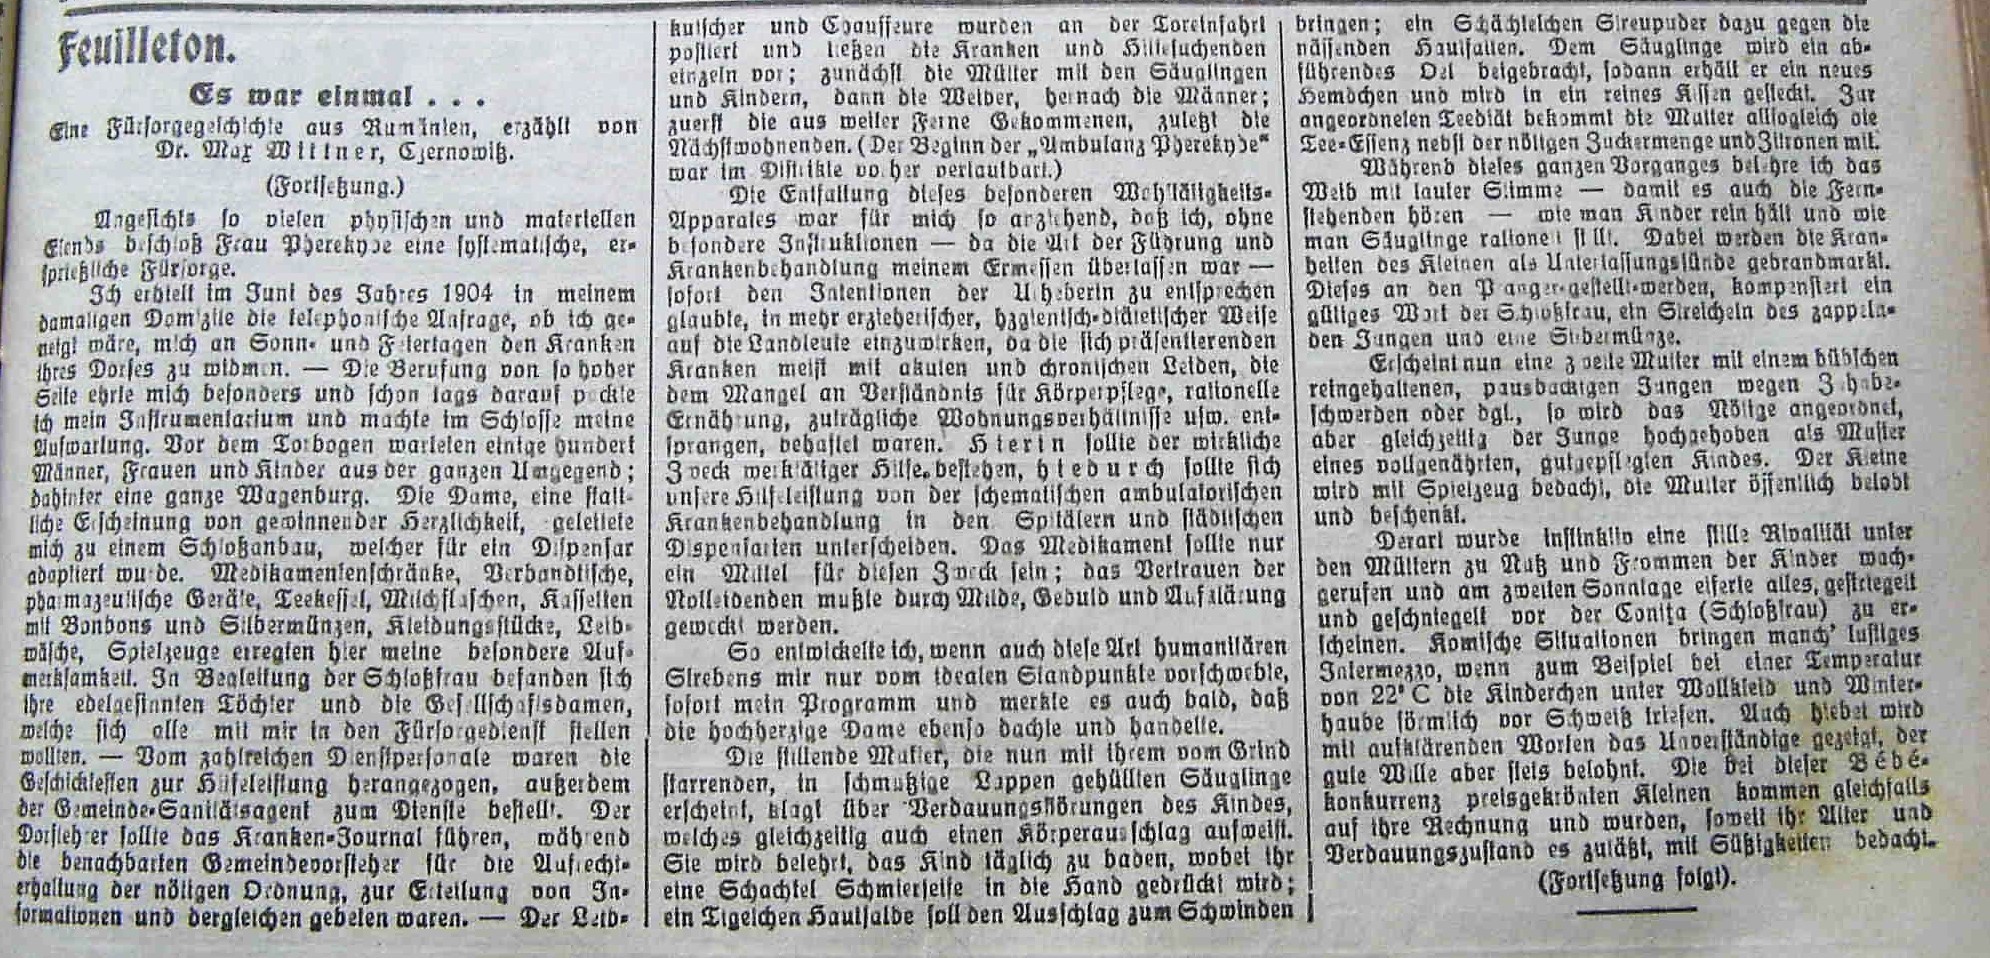 Feuilleton.
Es war einmal . . .
Eine Fürsorgegeschichte aus Rumänien, erzählt von
Dr. Max Wittner, Czernowitz.
(Fortsetzung.)
Angesichts so vielen physischen und materiellen
Elends beschloß Frau Pherekyde eine systematische, er-
sprießliche Fürsorge.
Ich erhielt im Juni des Jahres 1904 in meinem
damaligen Domizile die telephonische Anfrage, ob ich ge-
neigt wäre, mich an Sonn- und Feiertagen den Kranken
ihres Dorfes zu widmen. — Die Berufung von so hoher
Seite ehrte mich besonders und schon tags darauf packte
ich mein Instrumentarium und machte im Schlosse meine
Aufwartung. Vor dem Torbogen warteten einige hundert
Männer, Frauen und Kinder aus der ganzen Umgegend;
dahinter eine ganze Wagenburg. Die Dame, eine statt-
liche Erscheinung von gewinnender Herzlichkeit, geleitete
mich zu einem Schloßanbau, welcher für ein Dispensar
adaptiert wurde. Medikamentenschränke, Verbandtische,
pharmazeutische Geräte, Teekessel, Milchflaschen, Kassetten
mit Bonbons und Silbermünzen, Kleidungsstücke, Leib-
wäsche, Spielzeuge erregten hier meine besondere Auf-
merksamkeit. In Begleitung der Schloßfrau befanden sich
ihre edelgesinnten Töchter und die Gesellschaftsdamen,
welche sich alle mit mir in den Fürsorgedienst stellen
wollten. — Vom zahlreichen Dienstpersonale waren die
Geschicktesten zur Hilfeleistung herangezogen, außerdem
der Gemeinde-Sanitätsagent zum Dienste bestellt. Der
Dorflehrer sollte das Kranken-Journal führen, während
die benachbarten Gemeindevorsteher für die Aufrecht-
erhaltung der nötigen Ordnung, zur Erteilung von In-
formationen und dergleichen gebeten waren. — Der Leib-
kutscher und Chauffeure wurden an der Toreinfahrt
postiert und ließen die Kranken und Hilfesuchenden
einzeln vor; zunächst die Mütter mit den Säuglingen
und Kindern, dann die Weiber, hernach die Männer;
zuerst die aus weiter Ferne Gekommenen, zuletzt die
Nächstwohnenden. (Der Beginn der „Ambulanz Pherekyde“
war im Distrikte vorher verlautbart.)
Die Entfaltung dieses besonderen Wohltätigkeits-
Apparates war für mich so anziehend, daß ich, ohne
besondere Instruktionen — da die Art der Führung und
Krankenbehandlung meinem Ermessen überlassen war —
sofort den Intentionen der Urheberin zu entsprechen
glaubte, in mehr erzieherischer, hygienisch-diätetischer Weise
auf die Landleute einzuwirken, da die sich präsentierenden
Kranken meist mit akuten und chronischen Leiden, die
dem Mangel an Verständnis für Körperpflege, rationelle
Ernährung, zuträgliche Wohnungsverhältnisse usw. ent-
sprangen, behaftet waren. Hierin sollte der wirkliche
Zweck werktätiger Hilfe bestehen, hiedurch sollte sich
unsere Hilfeleistung von der schematischen ambulatorischen
Krankenbehandlung in den Spitälern und städtischen
Dispensarien unterscheiden. Das Medikament sollte nur
ein Mittel für diesen Zweck sein; das Vertrauen der
Notleidenden mußte durch Milde, Geduld und Aufklärung
geweckt werden.
So entwickelte ich, wenn auch diese Art humanitären
Strebens mir nur vom idealen Standpunkte vorschwebte,
sofort mein Programm und merkte es auch bald, daß
die hochherzige Dame ebenso dachte und handelte.
Die stillende Mutter, die nun mit ihrem vom Grind
starrenden, in schmutzige Lappen gehüllten Säuglinge
erscheint, klagt über Verdauungsstörungen des Kindes,
welches gleichzeitig auch einen Körperausschlag aufweist.
Sie wird belehrt, das Kind täglich zu baden, wobei ihr
eine Schachtel Schmierseife in die Hand gedrückt wird;
ein Tigelchen Hautsalbe soll den Ausschlag zum Schwinden
bringen; ein Schächtelchen Streupuder dazu gegen die
nässenden Hautfalten. Dem Säuglinge wird ein ab-
führendes Oel beigebracht, sodann erhält er ein neues
Hemdchen und wird in ein reines Kissen gesteckt. Zur
angeordneten Teediät bekommt die Mutter allsogleich die
Tee-Essenz nebst der nötigen Zuckermenge und Zitronen mit.
Während dieses ganzen Vorganges belehre ich das
Weib mit lauter Stimme — damit es auch die Fern-
stehenden hören — wie man Kinder rein hält und wie
man Säuglinge rationell stillt. Dabei werden die Kran-
heiten des Kleinen als Unterlassungssünde gebrandmarkt.
Dieses an den Pranger-gestellt-werden, kompensiert ein
gütiges Wort der Schloßfrau, ein Streicheln des zappeln-
den Jungen und eine Silbermünze.
Erscheint nun eine zweite Mutter mit einem hübschen
reingehaltenen, pausbackigen Jungen wegen Zahnbe-
schwerden oder dgl., so wird das Nötige angeordnet,
aber gleichzeitig der Junge hochgehoben als Muster
eines vollgenährten, gutgepflegten Kindes. Der Kleine
wird mit Spielzeug bedacht, die Mutter öffentlich belobt
und beschenkt.
Derart wurde instinktiv eine stille Rivalität unter
den Müttern zu Nutz und Frommen der Kinder wach-
gerufen und am zweiten Sonntage eiferte alles, gestriegelt
und geschniegelt vor der Coniţa (Schloßfrau) zu er-
scheinen. Komische Situationen bringen manch' lustiges
Intermezzo, wenn zum Beispiel bei einer Temperatur
von 22° C die Kinderchen unter Wollkleid und Winter-
haube förmlich vor Schweiß triefen. Auch hiebei wird
mit aufklärenden Worten das Unverständige gezeigt, der
gute Wille aber stets belohnt. Die bei dieser Bébé-
konkurrenz preisgekrönten Kleinen kommen gleichfalls
auf ihre Rechnung und wurden, soweit ihr Alter und
Verdauungszustand es zuläßt, mit Süßigkeiten bedacht.
(Fortsetzung folgt).